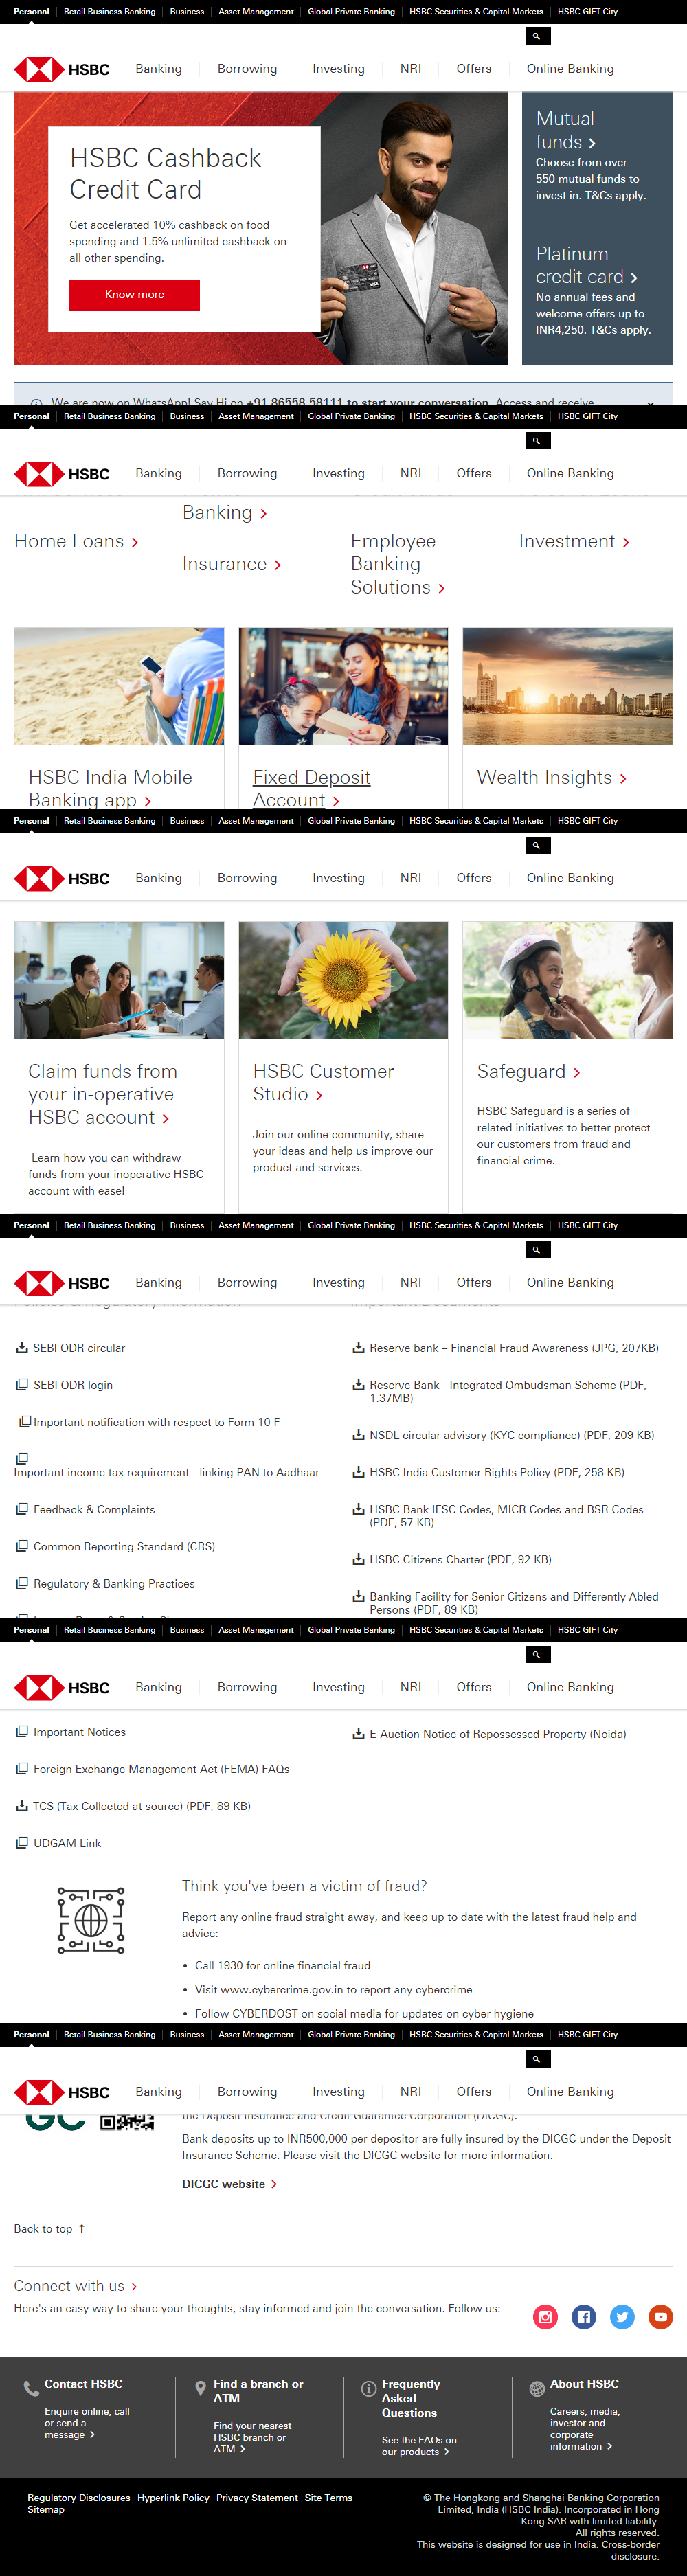 Personal Retail Business Banking Business Asset Management Global Private Banking HSBC Securities & Capital Markets HSBC GIFT City
HSBC Banking Borrowing Investing NRI Offers Online Banking
HSBC Cashback
Credit Card
Get accelerated 10% cashback on food
spending and 1.5% unlimited cashback on
all other spending.
Know more
VISA
Mutual
funds
Choose from over
550 mutual funds to
invest in. T&Cs apply.
Platinum
credit card
No annual fees and
welcome offers up to
INR4,250. T&Cs apply.
We are now on WhatsApp! Say Hi on +91 86558 58111 to start your conversation. Access and receive
Personal Retail Business Banking Business Asset Management Global Private Banking HSBC Securities & Capital Markets HSBC GIFT City
HSBC Banking Borrowing Investing NRI Offers Online Banking
Banking
Home Loans
Insurance
Employee
Banking
Solutions
Investment
HSBC India Mobile
Banking app
Fixed Deposit
Account
Wealth Insights
Personal Retail Business Banking Business Asset Management Global Private Banking HSBC Securities & Capital Markets HSBC GIFT City
HSBC Banking Borrowing Investing NRI Offers Online Banking
Claim funds from
your in-operative
HSBC account
Learn how you can withdraw
funds from your inoperative HSBC
account with ease!
HSBC Customer
Studio
Join our online community, share
your ideas and help us improve our
product and services.
Safeguard
HSBC Safeguard is a series of
related initiatives to better protect
our customers from fraud and
financial crime.
Personal Retail Business Banking Business Asset Management Global Private Banking HSBC Securities & Capital Markets HSBC GIFT City
HSBC Banking Borrowing Investing NRI Offers Online Banking
SEBI ODR circular
SEBI ODR login
Important notification with respect to Form 10 F
Important income tax requirement - linking PAN to Aadhaar
Feedback & Complaints
Common Reporting Standard (CRS)
Regulatory & Banking Practices
Reserve bank – Financial Fraud Awareness (JPG, 207KB)
Reserve Bank - Integrated Ombudsman Scheme (PDF,
1.37MB)
NSDL circular advisory (KYC compliance) (PDF, 209 KB)
HSBC India Customer Rights Policy (PDF, 258 KB)
HSBC Bank IFSC Codes, MICR Codes and BSR Codes
(PDF, 57 KB)
HSBC Citizens Charter (PDF, 92 KB)
Banking Facility for Senior Citizens and Differently Abled
Persons (PDF, 89 KB)
Personal Retail Business Banking Business Asset Management Global Private Banking HSBC Securities & Capital Markets HSBC GIFT City
HSBC Banking Borrowing Investing NRI Offers Online Banking
Important Notices
Foreign Exchange Management Act (FEMA) FAQs
TCS (Tax Collected at source) (PDF, 89 KB)
UDGAM Link
E-Auction Notice of Repossessed Property (Noida)
Think you've been a victim of fraud?
Report any online fraud straight away, and keep up to date with the latest fraud help and
advice:
• Call 1930 for online financial fraud
• Visit www.cybercrime.gov.in to report any cybercrime
• Follow CYBERDOST on social media for updates on cyber hygiene
Personal Retail Business Banking Business Asset Management Global Private Banking HSBC Securities & Capital Markets HSBC GIFT City
HSBC Banking Borrowing Investing NRI Offers Online Banking
the Deposit Insurance and Credit Guarantee Corporation (DICGC).
Bank deposits up to INR500,000 per depositor are fully insured by the DICGC under the Deposit
Insurance Scheme. Please visit the DICGC website for more information.
DICGC website
Back to top
Connect with us
Here's an easy way to share your thoughts, stay informed and join the conversation. Follow us:
Contact HSBC
Enquire online, call
or send a
message
Find a branch or
ATM
Find your nearest
HSBC branch or
ATM
Frequently
Asked
Questions
See the FAQs on
our products
About HSBC
Careers, media,
investor and
corporate
information
Regulatory Disclosures Hyperlink Policy Privacy Statement Site Terms
Sitemap
© The Hongkong and Shanghai Banking Corporation
Limited, India (HSBC India). Incorporated in Hong
Kong SAR with limited liability.
All rights reserved.
This website is designed for use in India. Cross-border
disclosure.